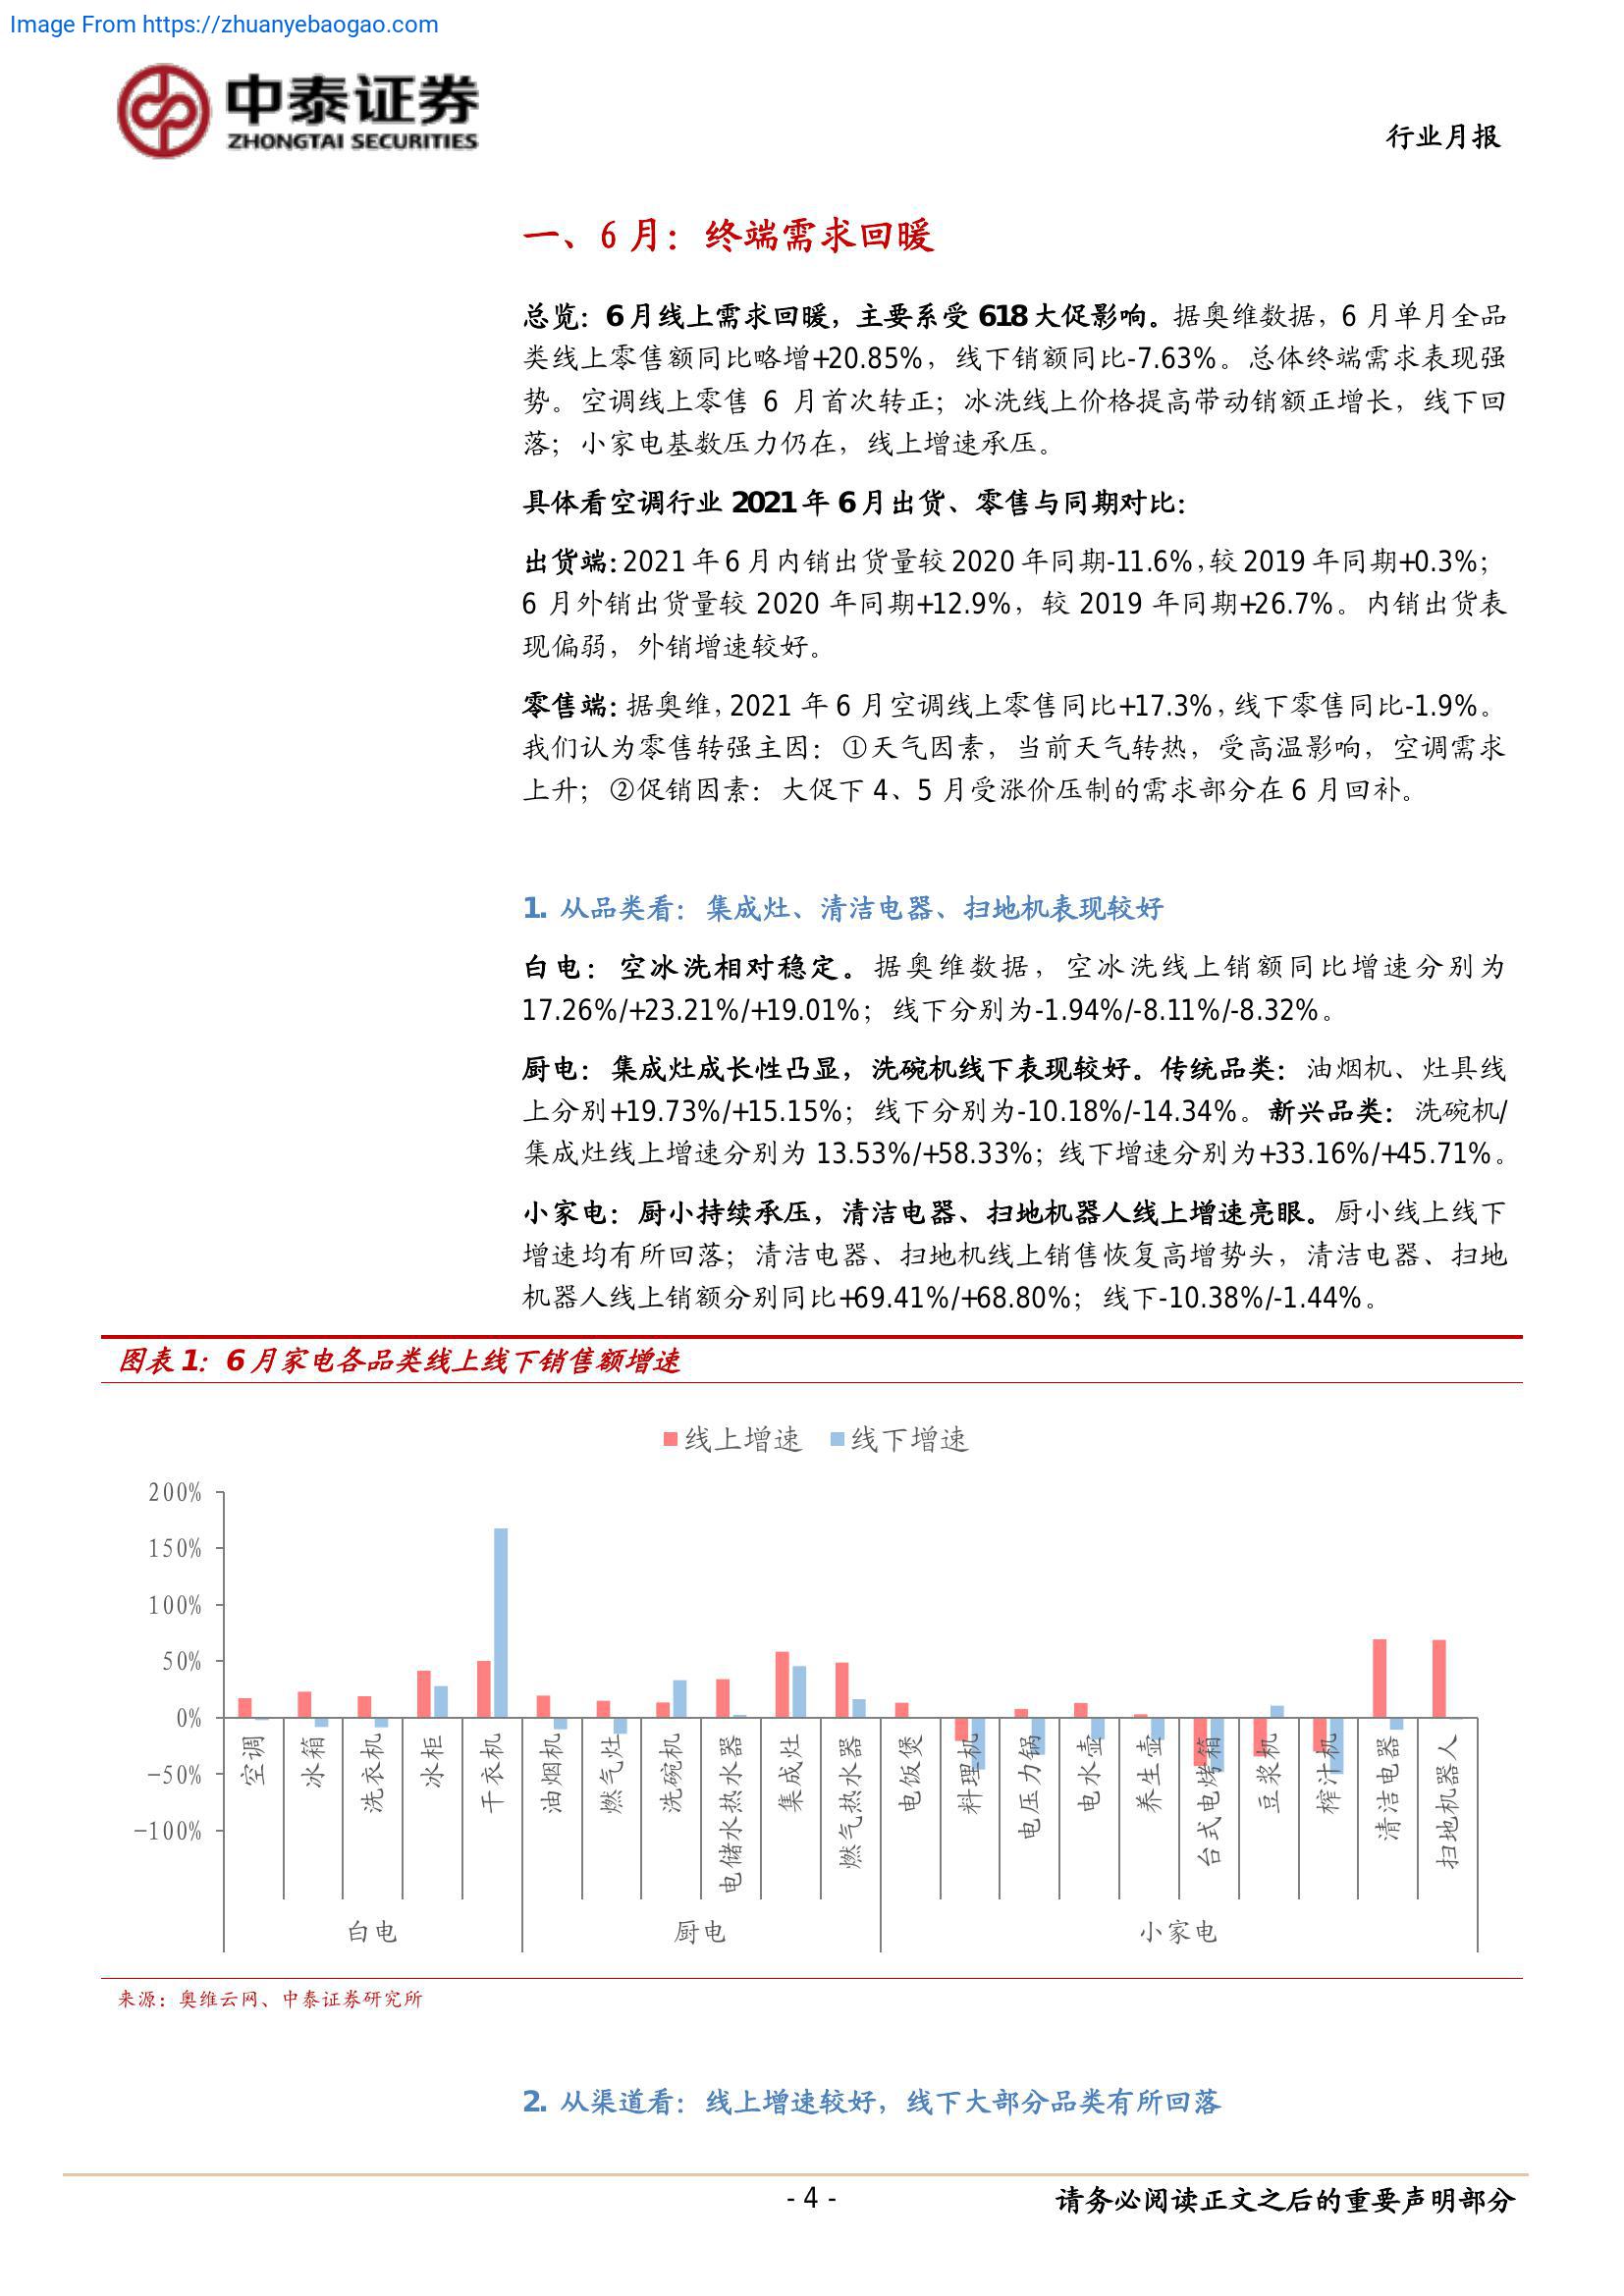 Image From https://zhuanyebaogao.com
中泰证券
ZHONGTAI SECURITIES
行业月报
一、6 月：终端需求回暖
总览：6 月线上需求回暖，主要系受 618 大促影响。据奥维数据，6 月单月全品
类线上零售额同比略增+20.85%，线下销额同比-7.63%。总体终端需求表现强
势。空调线上零售 6 月首次转正；冰洗线上价格提高带动销额正增长，线下回
落；小家电基数压力仍在，线上增速承压。
具体看空调行业 2021 年 6 月出货、零售与同期对比：
出货端：2021 年 6 月内销出货量较 2020 年同期-11.6%，较 2019 年同期+0.3%；
6 月外销出货量较 2020 年同期+12.9%，较 2019 年同期+26.7%。内销出货表
现偏弱，外销增速较好。
零售端：据奥维，2021 年 6 月空调线上零售同比+17.3%，线下零售同比-1.9%。
我们认为零售转强主因：①天气因素，当前天气转热，受高温影响，空调需求
上升；②促销因素：大促下 4、5 月受涨价压制的需求部分在 6 月回补。
1. 从品类看：集成灶、清洁电器、扫地机表现较好
白电：空冰洗相对稳定。据奥维数据，空冰洗线上销额同比增速分别为
17.26%/+23.21%/+19.01%；线下分别为-1.94%/-8.11%/-8.32%。
厨电：集成灶成长性凸显，洗碗机线下表现较好。传统品类：油烟机、灶具线
上分别+19.73%/+15.15%；线下分别为-10.18%/-14.34%。新兴品类：洗碗机/
集成灶线上增速分别为 13.53%/+58.33%；线下增速分别为+33.16%/+45.71%。
小家电：厨小持续承压，清洁电器、扫地机器人线上增速亮眼。厨小线上线下
增速均有所回落；清洁电器、扫地机线上销售恢复高增势头，清洁电器、扫地
机器人线上销额分别同比+69.41%/+68.80%；线下-10.38%/-1.44%。
图表 1：6 月家电各品类线上线下销售额增速
线上增速 线下增速
200%
150%
100%
50%
0%
-50%
-100%
空调
冰箱
洗衣机
冰柜
干衣机
油烟机
燃气灶
洗碗机
电储水热水器
集成灶
燃气热水器
电饭煲
料理机
电压力锅
电水壶
养生壶
台式电烤箱
豆浆机
榨汁机
清洁电器
扫地机器人
白电 厨电 小家电
来源：奥维云网、中泰证券研究所
2. 从渠道看：线上增速较好，线下大部分品类有所回落
- 4 -
请务必阅读正文之后的重要声明部分